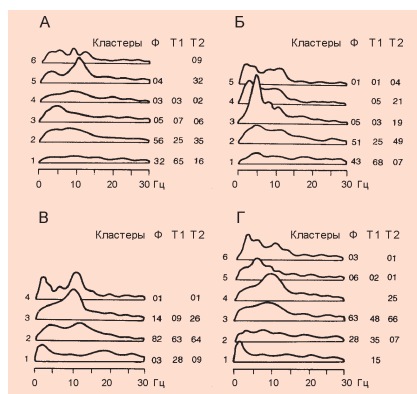 А
Кластеры Ф Т1 Т2
6 09
5 04 32
4 03 03 02
3 05 07 06
2 56 25 35
1 32 65 16
0 10 20 30 Гц
Б
Кластеры Ф Т1 Т2
5 01 01 04
4 05 21
3 05 03 19
2 51 25 49
1 43 68 07
0 10 20 30 Гц
В
Кластеры Ф Т1 Т2
4 01 01
3 14 09 26
2 82 63 64
1 03 28 09
0 10 20 30 Гц
Г
Кластеры Ф Т1 Т2
6 03 01
5 06 02 01
4 25
3 63 48 66
2 28 35 07
1 15
0 10 20 30 Гц